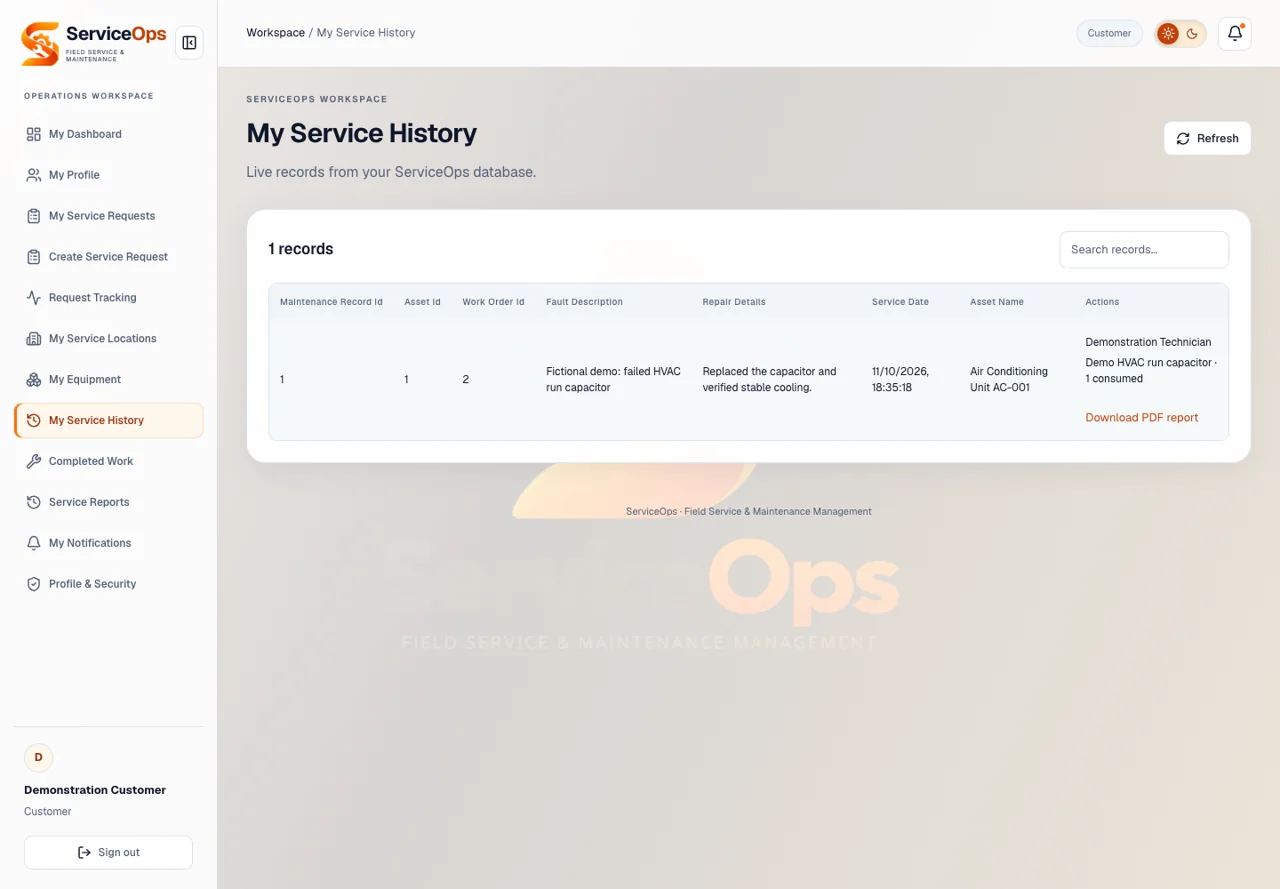 ServiceOps
FIELD SERVICE &
MAINTENANCE
OPERATIONS WORKSPACE
My Dashboard
My Profile
My Service Requests
Create Service Request
Request Tracking
My Service Locations
My Equipment
My Service History
Completed Work
Service Reports
My Notifications
Profile & Security
D
Demonstration Customer
Customer
Sign out
Workspace / My Service History
Customer
SERVICEOPS WORKSPACE
My Service History
Live records from your ServiceOps database.
Refresh
1 records
Search records...
Maintenance Record Id Asset Id Work Order Id Fault Description Repair Details Service Date Asset Name Actions
1 1 2
Fictional demo: failed HVAC
run capacitor
Replaced the capacitor and
verified stable cooling.
11/10/2026,
18:35:18
Air Conditioning
Unit AC-001
Demonstration Technician
Demo HVAC run capacitor ·
1 consumed
Download PDF report
ServiceOps · Field Service & Maintenance Management
ServiceOps
FIELD SERVICE & MAINTENANCE MANAGEMENT